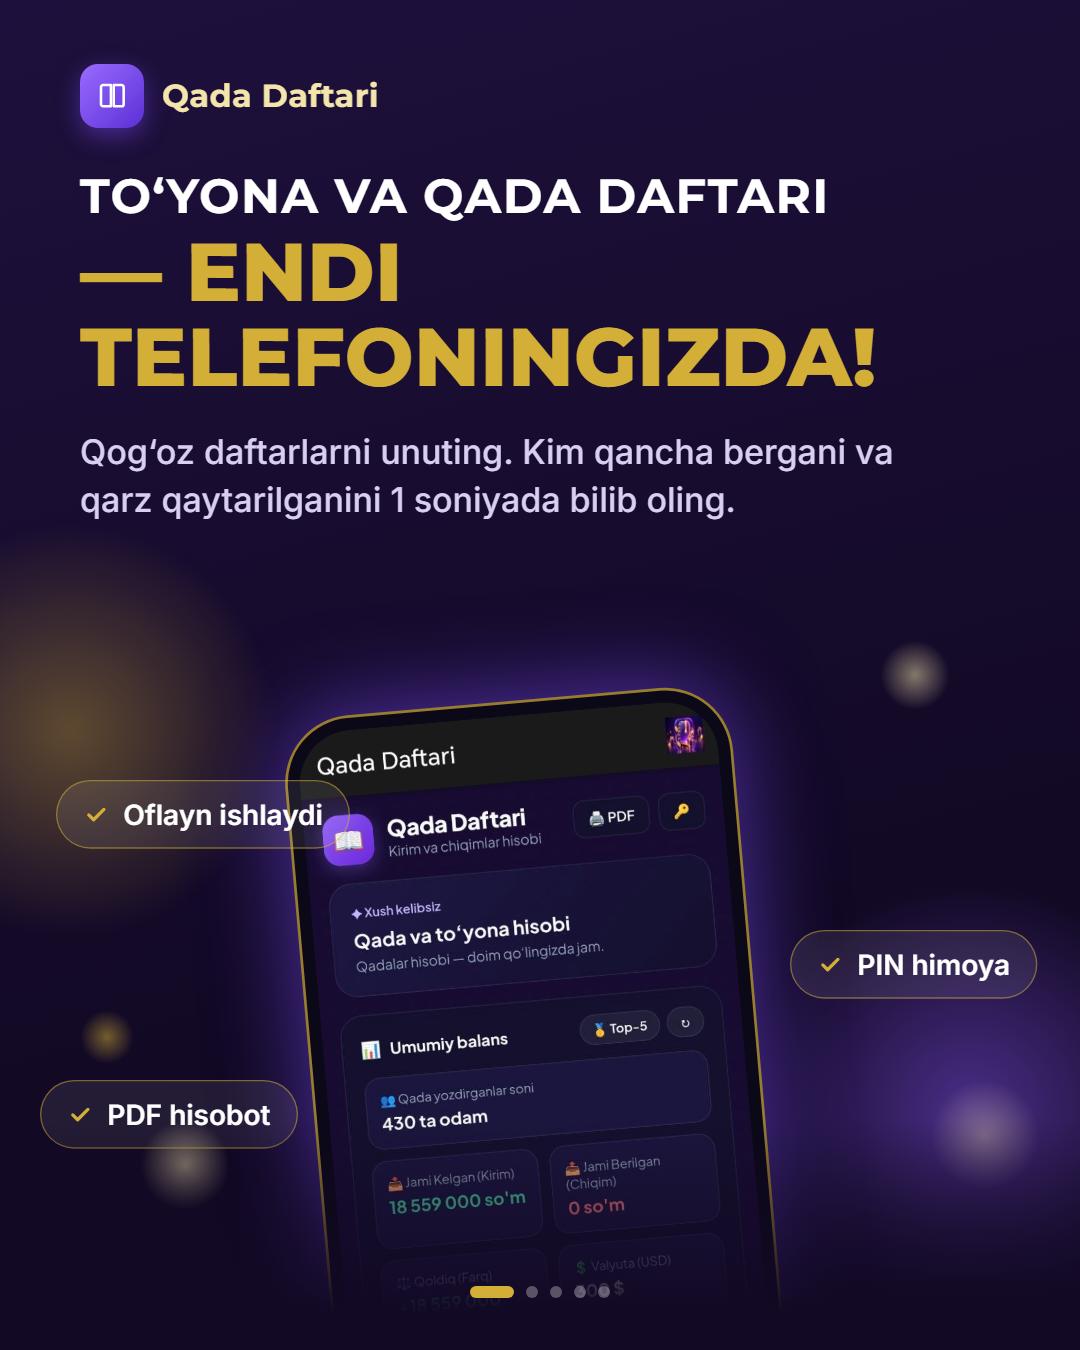 Qada Daftari
TO‘YONA VA QADA DAFTARI
— ENDI
TELEFONINGIZDA!
Qog‘oz daftarlarni unuting. Kim qancha bergani va
qarz qaytarilganini 1 soniyada bilib oling.
Qada Daftari
Oflayn ishlaydi
Qada Daftari
Kirim va chiqimlar hisobi
PDF
Xush kelibsiz
Qada va to‘yona hisobi
Qadalar hisobi — doim qo‘lingizda jam.
PIN himoya
Umumiy balans
Top-5
Qada yozdirganlar soni
430 ta odam
PDF hisobot
Jami Kelgan (Kirim)
18 559 000 so'm
Jami Berilgan
(Chiqim)
0 so'm
Qoldiq (Farq)
+18 559 000
Valyuta (USD)
300 $